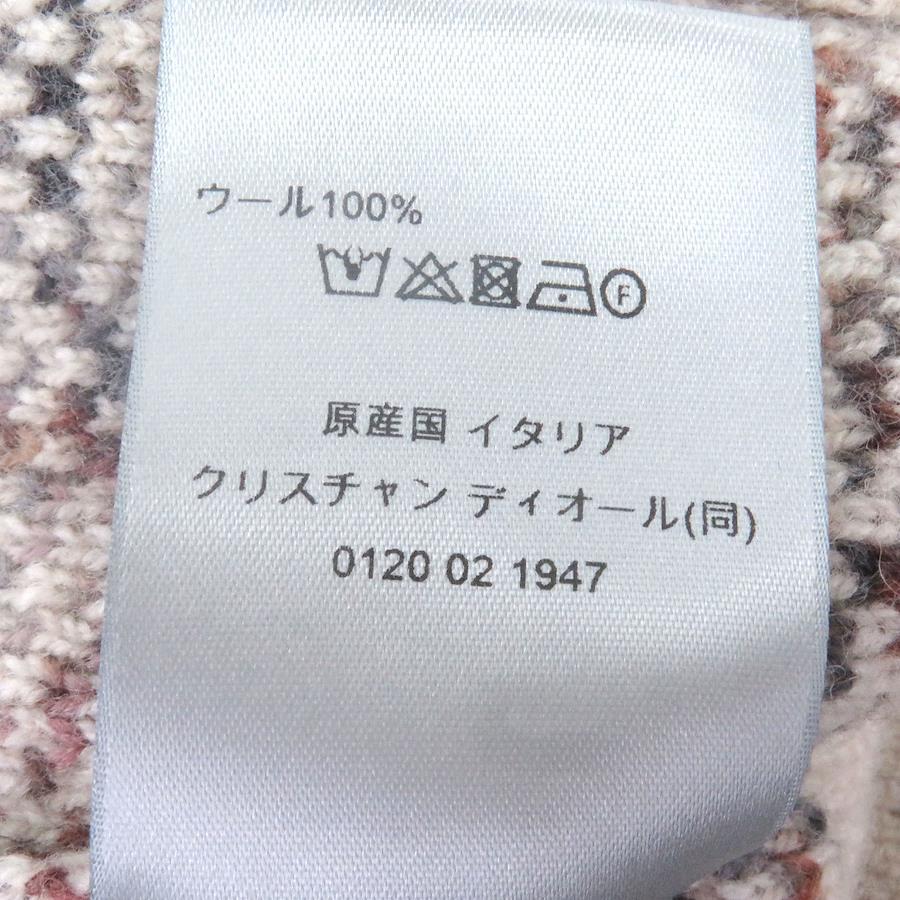 ウール100%
F
原産国 イタリア
クリスチャン ディオール(同)
0120 02 1947